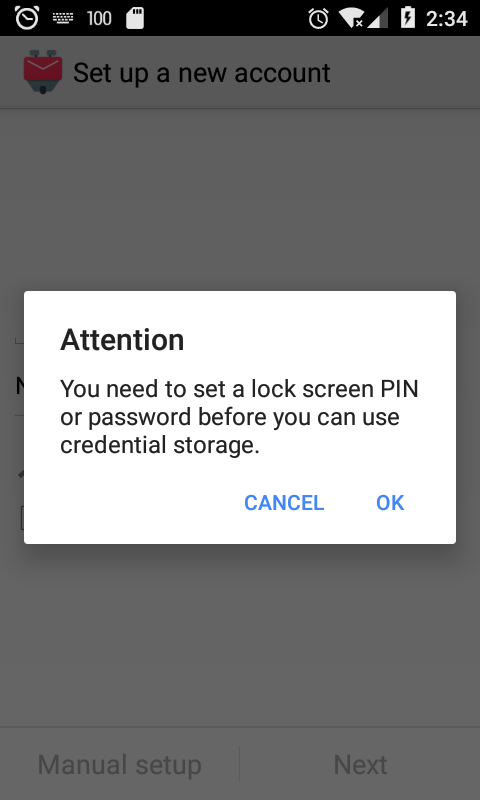 100 2:34
Set up a new account
Attention
You need to set a lock screen PIN
or password before you can use
credential storage.
CANCEL OK
Manual setup Next